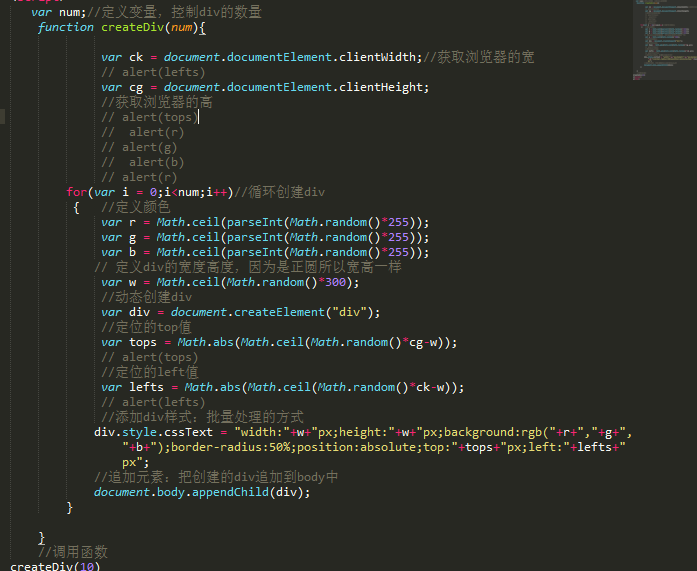 var num;//定义变量，控制div的数量
function createDiv(num){
var ck = document.documentElement.clientWidth;//获取浏览器的宽
// alert(lefts)
var cg = document.documentElement.clientHeight;
//获取浏览器的高
// alert(tops)
//  alert(r)
// alert(g)
//  alert(b)
// alert(r)
for(var i = 0;i<num;i++)//循环创建div
{   //定义颜色
var r = Math.ceil(parseInt(Math.random()*255));
var g = Math.ceil(parseInt(Math.random()*255));
var b = Math.ceil(parseInt(Math.random()*255));
// 定义div的宽度高度，因为是正圆所以宽高一样
var w = Math.ceil(Math.random()*300);
//动态创建div
var div = document.createElement("div");
//定位的top值
var tops = Math.abs(Math.ceil(Math.random()*cg-w));
// alert(tops)
//定位的left值
var lefts = Math.abs(Math.ceil(Math.random()*ck-w));
// alert(lefts)
//添加div样式：批量处理的方式
div.style.cssText = "width:"+w+"px;height:"+w+"px;background:rgb("+r+","+g+",
"+b+");border-radius:50%;position:absolute;top:"+tops+"px;left:"+lefts+"
px";
//追加元素：把创建的div追加到body中
document.body.appendChild(div);
}
}
//调用函数
createDiv(10)